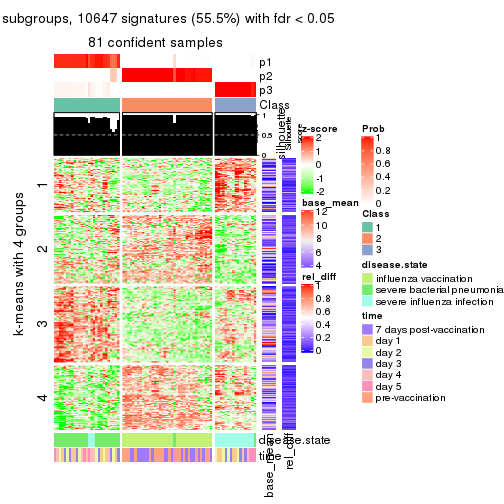 subgroups, 10647 signatures (55.5%) with fdr < 0.05
81 confident samples
p1
p2
p3
Class
1
0.5
0
silhouette
k-means with 4 groups
1
2
3
4
disease.state
time
base_mean
rel_diff
z-score
2
1
0
-1
-2
base_mean
12
10
8
6
4
rel_diff
1
0.8
0.6
0.4
0.2
0
Silhouette
score
Prob
1
0.8
0.6
0.4
0.2
0
Class
1
2
3
disease.state
influenza vaccination
severe bacterial pneumonia
severe influenza infection
time
7 days post-vaccination
day 1
day 2
day 3
day 4
day 5
pre-vaccination